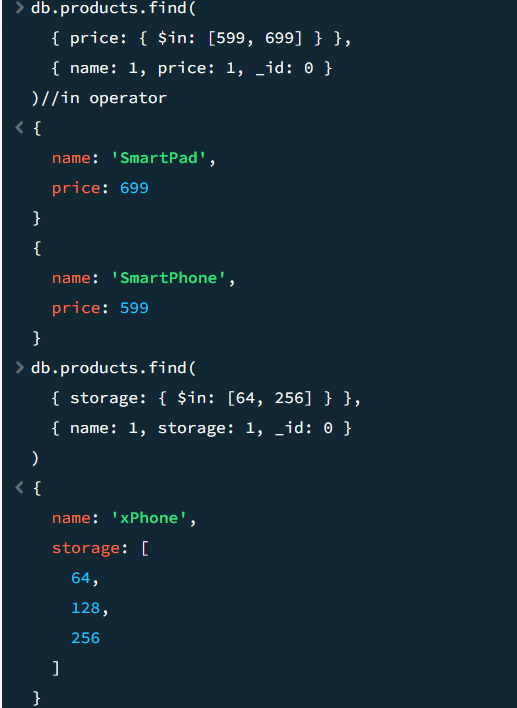 > db.products.find(
{ price: { $in: [599, 699] } },
{ name: 1, price: 1, _id: 0 }
)//in operator
< {
name: 'SmartPad',
price: 699
}
{
name: 'SmartPhone',
price: 599
}
> db.products.find(
{ storage: { $in: [64, 256] } },
{ name: 1, storage: 1, _id: 0 }
)
< {
name: 'xPhone',
storage: [
64,
128,
256
]
}